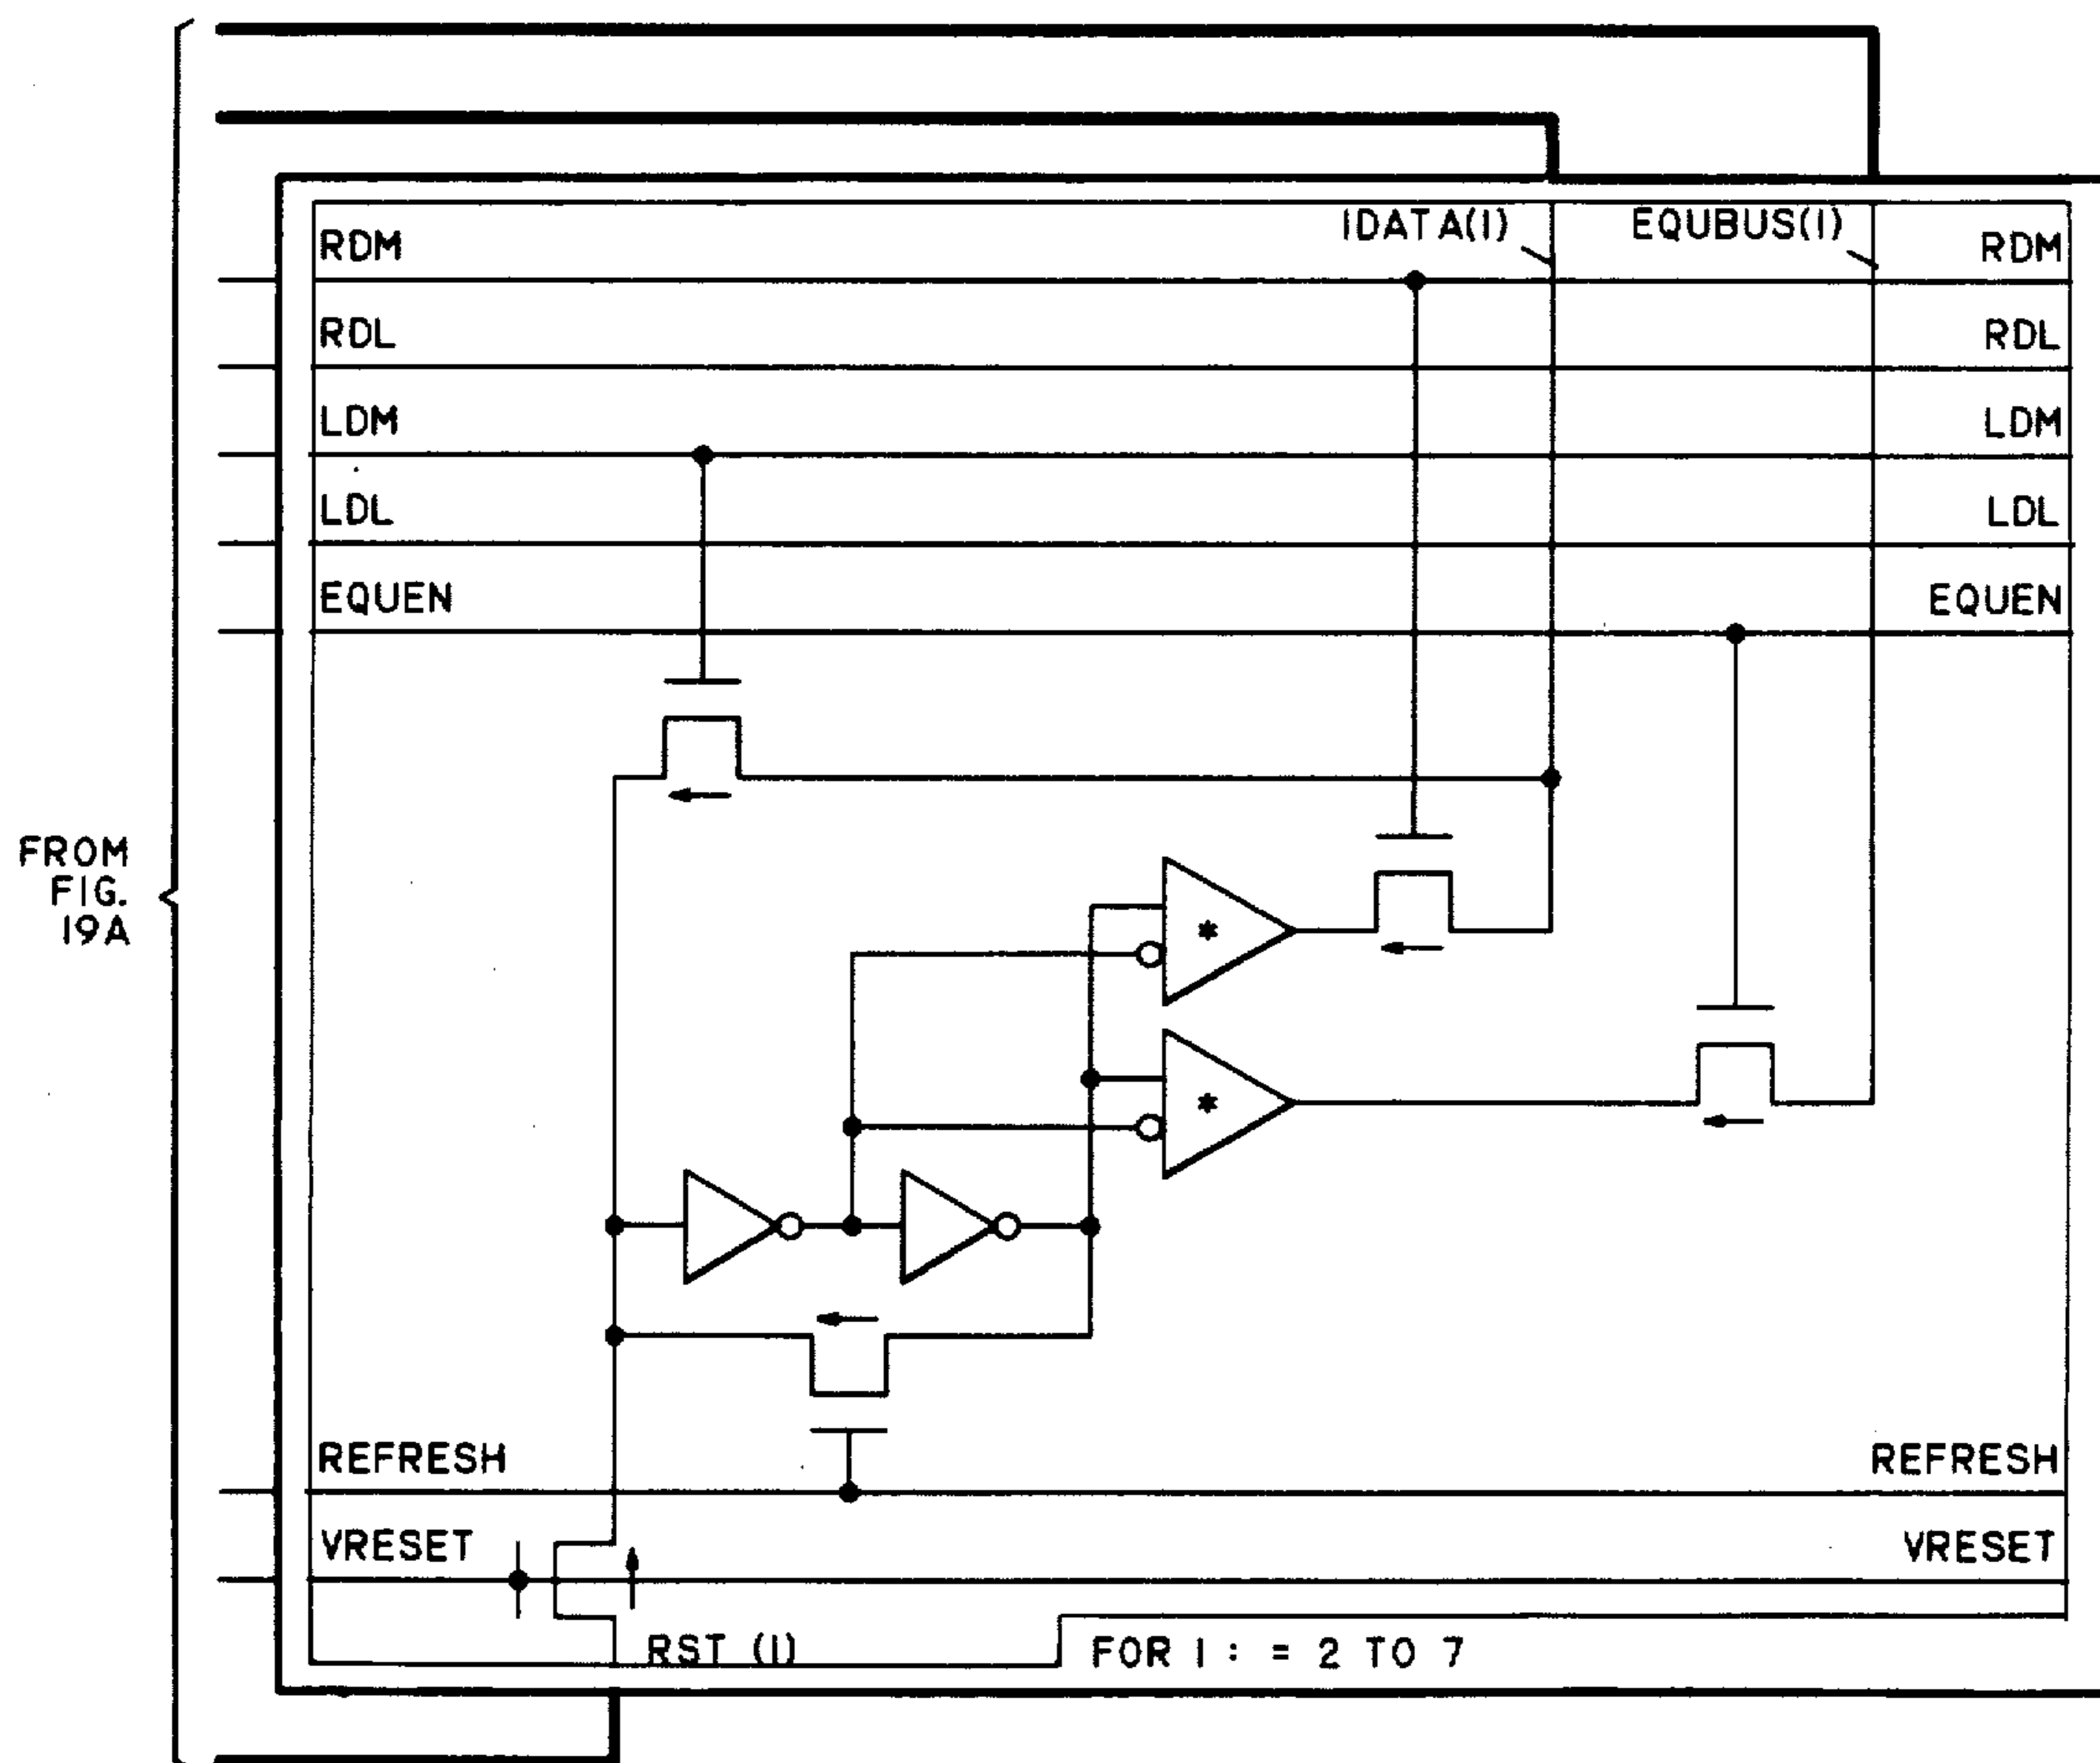 IDATA(I) EQUBUS(I)
RDM RDM
RDL RDL
LDM LDM
LDL LDL
EQUEN EQUEN
FROM
FIG.
19A
*
*
REFRESH REFRESH
VRESET VRESET
RST (I)
FOR I : = 2 TO 7